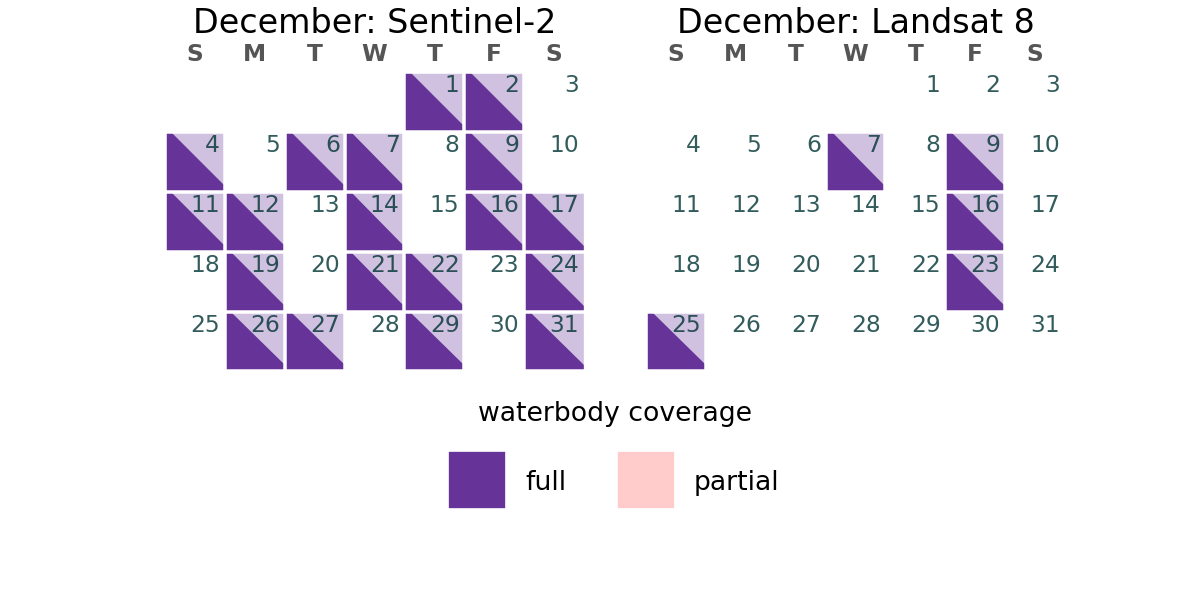 December: Sentinel-2
S M T W T F S
1 2 3
4 5 6 7 8 9 10
11 12 13 14 15 16 17
18 19 20 21 22 23 24
25 26 27 28 29 30 31
December: Landsat 8
S M T W T F S
1 2 3
4 5 6 7 8 9 10
11 12 13 14 15 16 17
18 19 20 21 22 23 24
25 26 27 28 29 30 31
waterbody coverage
full partial